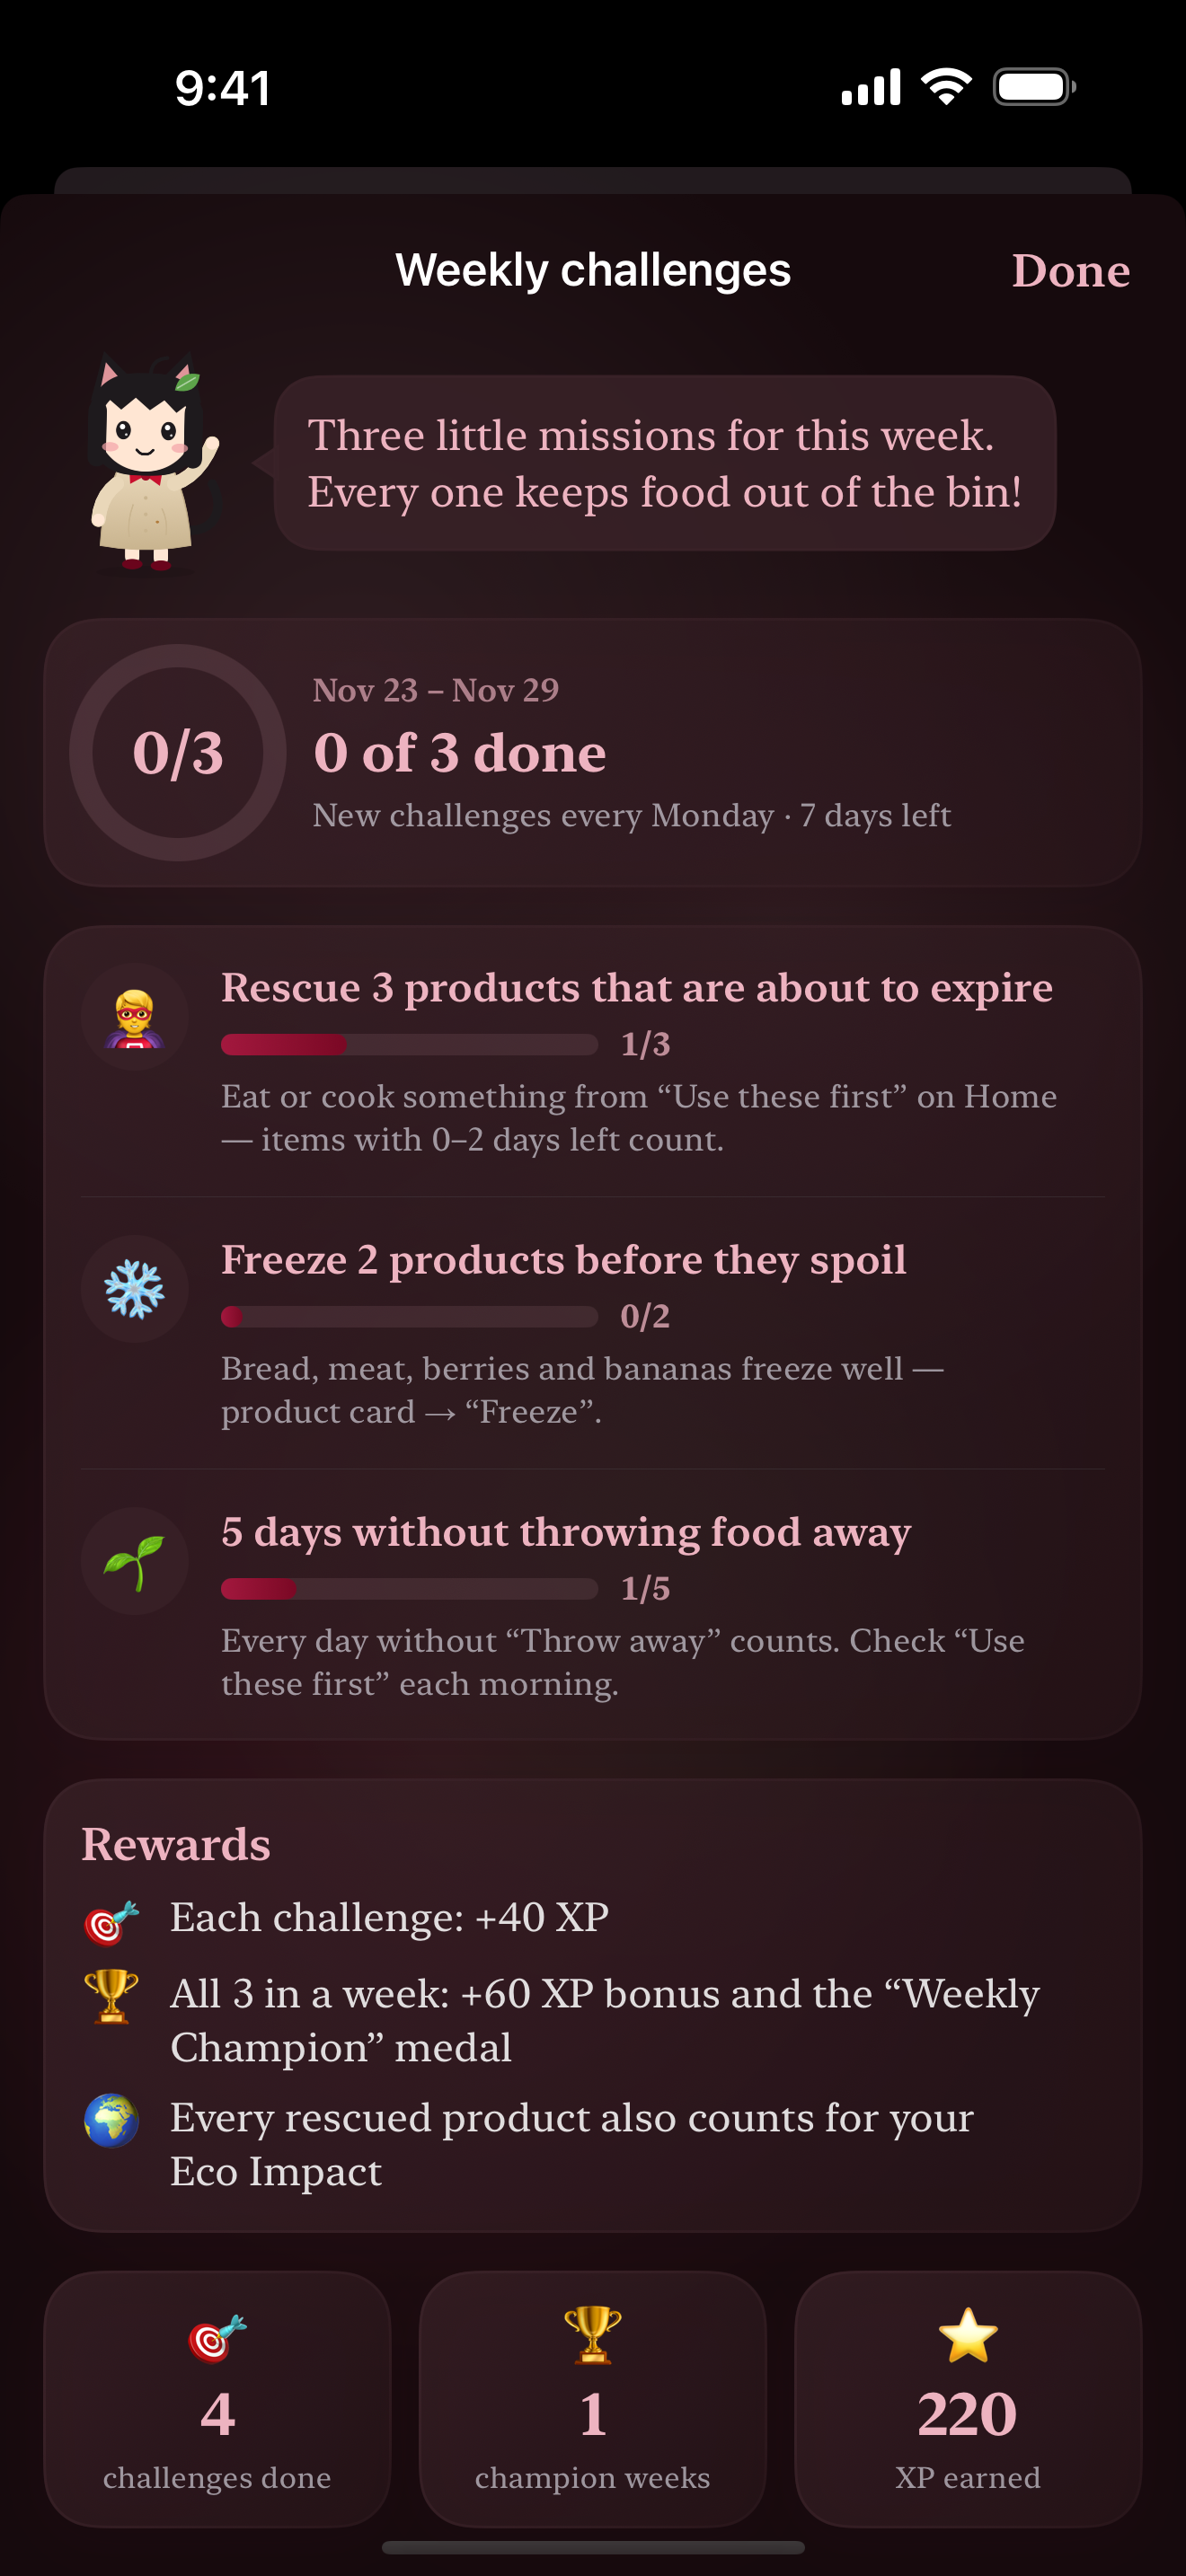 9:41
Weekly challenges
Done
Three little missions for this week.
Every one keeps food out of the bin!
0/3
Nov 23 – Nov 29
0 of 3 done
New challenges every Monday · 7 days left
Rescue 3 products that are about to expire
1/3
Eat or cook something from “Use these first” on Home
— items with 0–2 days left count.
Freeze 2 products before they spoil
0/2
Bread, meat, berries and bananas freeze well —
product card → “Freeze”.
5 days without throwing food away
1/5
Every day without “Throw away” counts. Check “Use
these first” each morning.
Rewards
Each challenge: +40 XP
All 3 in a week: +60 XP bonus and the “Weekly
Champion” medal
Every rescued product also counts for your
Eco Impact
4
challenges done
1
champion weeks
220
XP earned